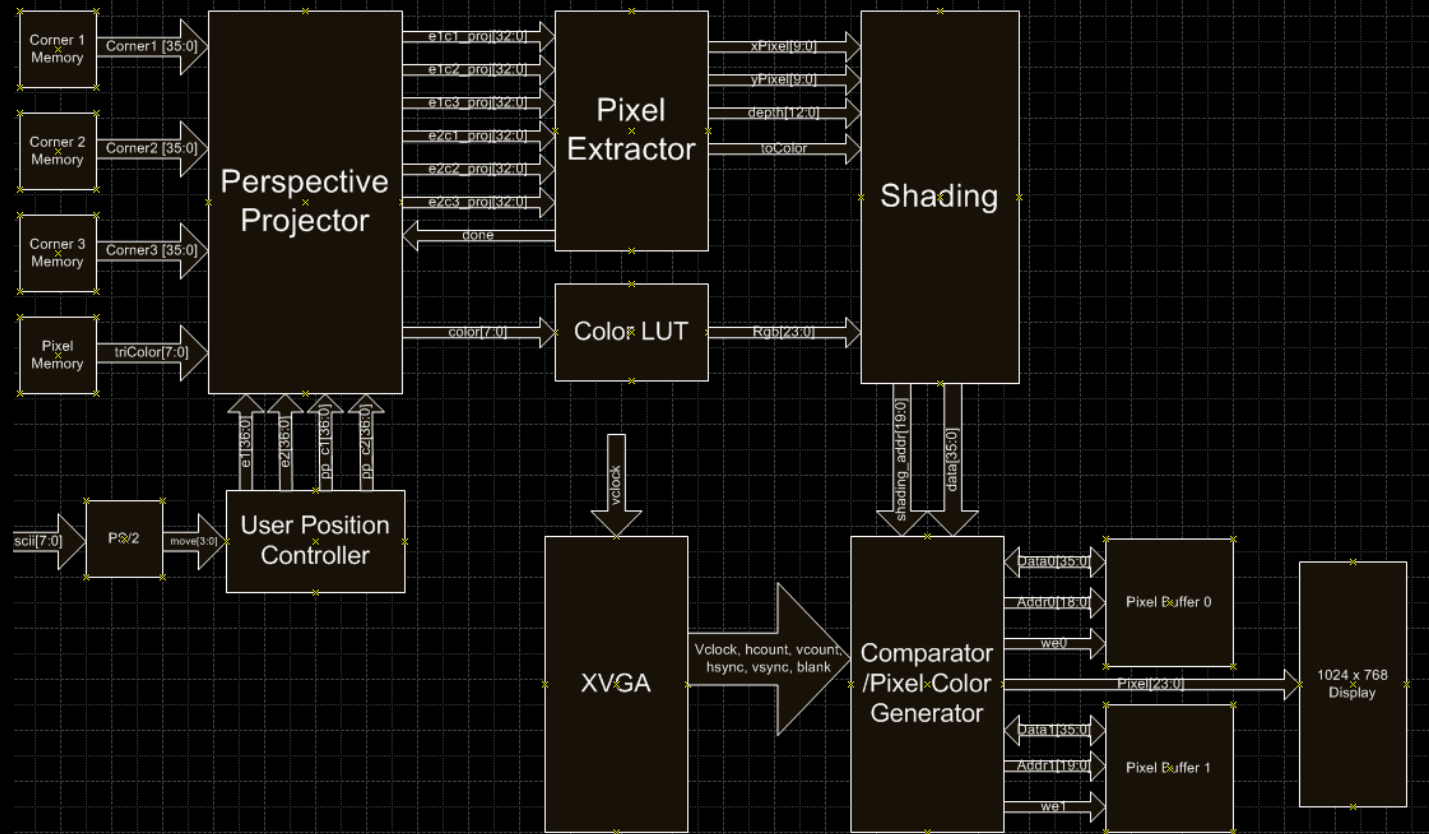 Corner 1
Memory
Corner1 [35:0]
Corner 2
Memory
Corner2 [35:0]
Corner 3
Memory
Corner3 [35:0]
Pixel
Memory
triColor[7:0]
Perspective
Projector
e1c1_proj[32:0]
e1c2_proj[32:0]
e1c3_proj[32:0]
e2c1_proj[32:0]
e2c2_proj[32:0]
e2c3_proj[32:0]
done
color[7:0]
Pixel
Extractor
Color LUT
xPixel[9:0]
yPixel[9:0]
depth[12:0]
toColor
Rgb[23:0]
Shading
e1[36:0]
e2[36:0]
pp_c1[36:0]
pp_c2[36:0]
scii[7:0]
PS/2
move[3:0]
User Position
Controller
vclock
shading_addr[19:0]
data[35:0]
XVGA
Vclock, hcount, vcount,
hsync, vsync, blank
Comparator
/Pixel Color
Generator
Data0[35:0]
Addr0[18:0]
we0
Pixel Buffer 0
Pixel[23:0]
1024 x 768
Display
Data1[35:0]
Addr1[19:0]
we1
Pixel Buffer 1